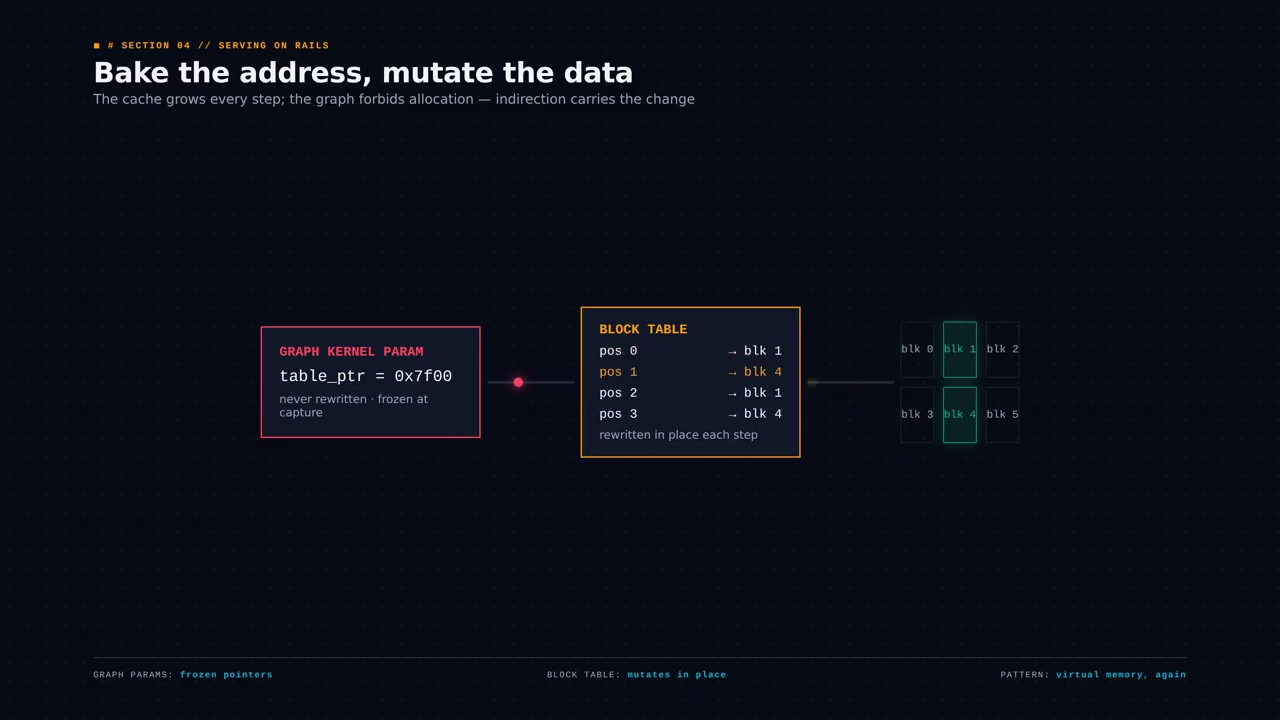 ■ # SECTION 04 // SERVING ON RAILS
Bake the address, mutate the data
The cache grows every step; the graph forbids allocation — indirection carries the change
GRAPH KERNEL PARAM
table_ptr = 0x7f00
never rewritten · frozen at
capture
BLOCK TABLE
pos 0 → blk 1
pos 1 → blk 4
pos 2 → blk 1
pos 3 → blk 4
rewritten in place each step
blk 0 blk 1 blk 2
blk 3 blk 4 blk 5
GRAPH PARAMS: frozen pointers
BLOCK TABLE: mutates in place
PATTERN: virtual memory, again